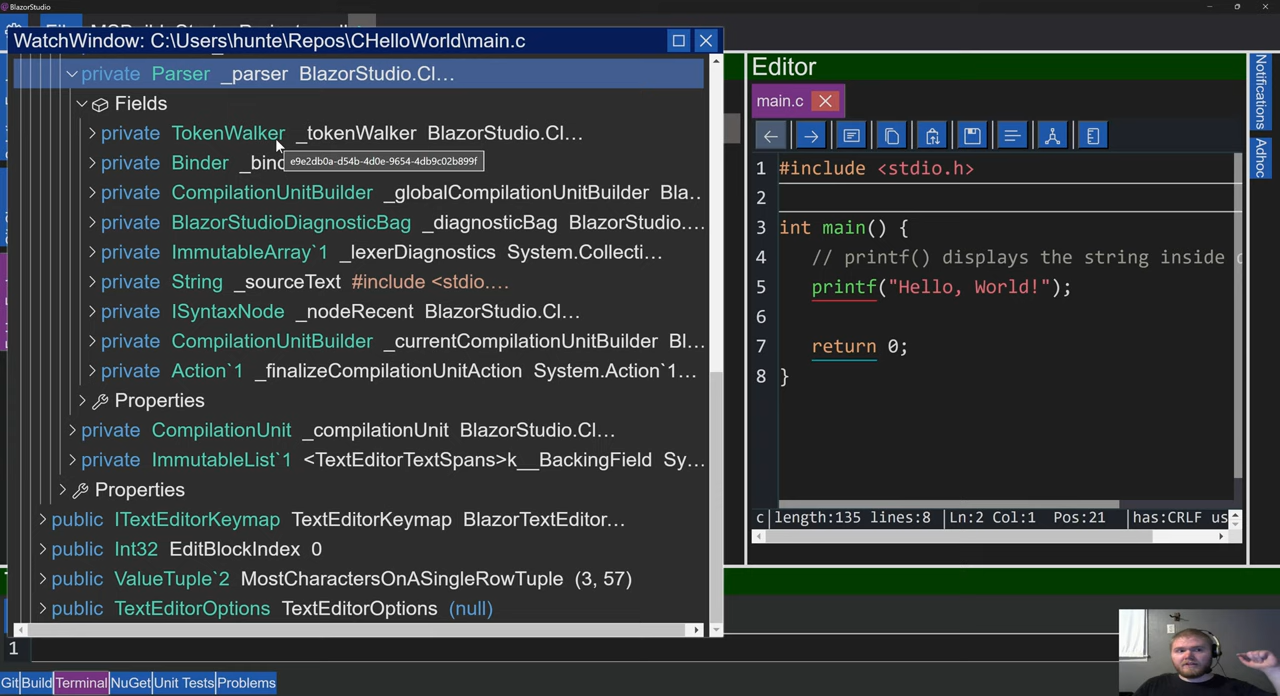 BlazorStudio
WatchWindow: C:\Users\hunte\Repos\CHelloWorld\main.c
private Parser _parser BlazorStudio.Cl…
Fields
private TokenWalker _tokenWalker BlazorStudio.Cl…
private Binder _bin
e9e2db0a-d54b-4d0e-9654-4db9c02b899f
private CompilationUnitBuilder _globalCompilationUnitBuilder Bla…
private BlazorStudioDiagnosticBag _diagnosticBag BlazorStudio.…
private ImmutableArray`1 _lexerDiagnostics System.Collecti…
private String _sourceText #include <stdio.…
private ISyntaxNode _nodeRecent BlazorStudio.Cl…
private CompilationUnitBuilder _currentCompilationUnitBuilder Bl…
private Action`1 _finalizeCompilationUnitAction System.Action`1…
Properties
private CompilationUnit _compilationUnit BlazorStudio.Cl…
private ImmutableList`1 <TextEditorTextSpans>k__BackingField Sy…
Properties
public ITextEditorKeymap TextEditorKeymap BlazorTextEditor…
public Int32 EditBlockIndex 0
public ValueTuple`2 MostCharactersOnASingleRowTuple (3, 57)
public TextEditorOptions TextEditorOptions (null)
1
Editor
main.c
1 #include <stdio.h>
2
3 int main() {
4 // printf() displays the string inside
5 printf("Hello, World!");
6
7 return 0;
8 }
c length:135 lines:8 Ln:2 Col:1 Pos:21 has:CRLF us
Notifications
Adhoc
Git Build Terminal NuGet Unit Tests Problems